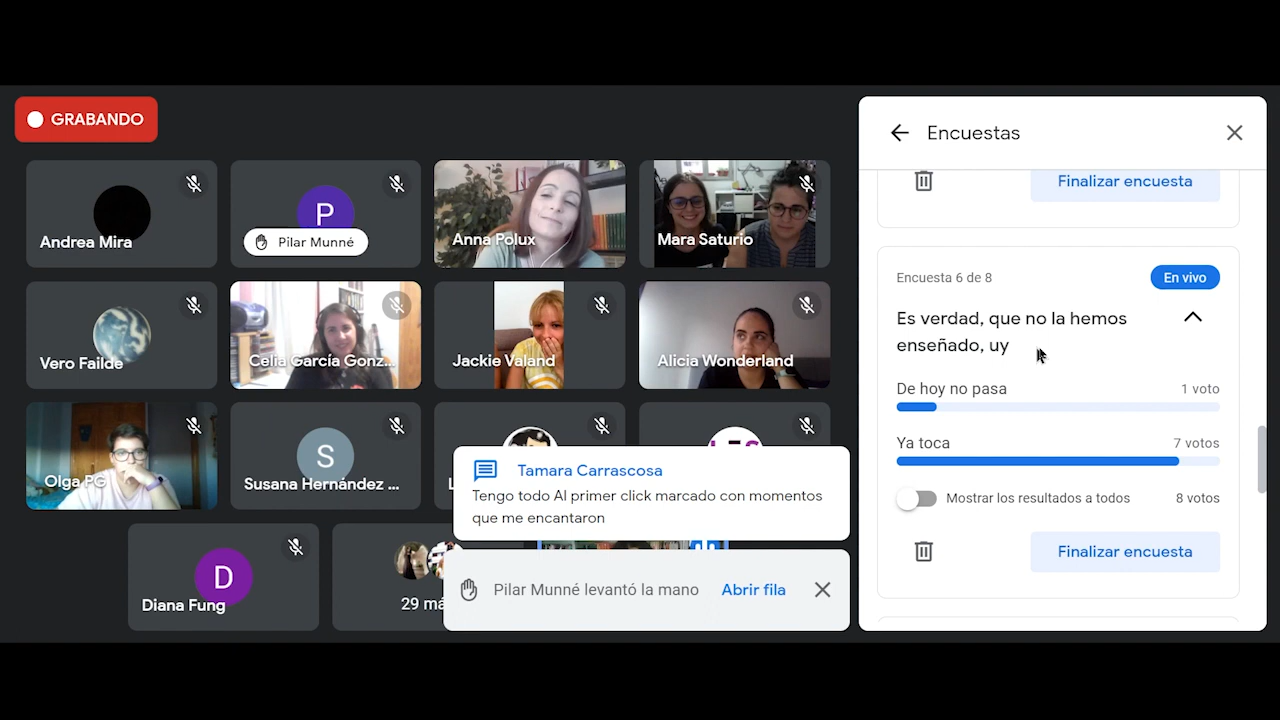 GRABANDO
Andrea Mira
P
Pilar Munné
Anna Polux
Mara Saturio
Vero Failde
Celia García Gonz...
Jackie Valand
Alicia Wonderland
Olga PG
S
Susana Hernández ...
L
D
Diana Fung
29 má
Tamara Carrascosa
Tengo todo Al primer click marcado con momentos
que me encantaron
Pilar Munné levantó la mano
Abrir fila
Encuestas
Finalizar encuesta
Encuesta 6 de 8
En vivo
Es verdad, que no la hemos
enseñado, uy
De hoy no pasa
1 voto
Ya toca
7 votos
Mostrar los resultados a todos
8 votos
Finalizar encuesta